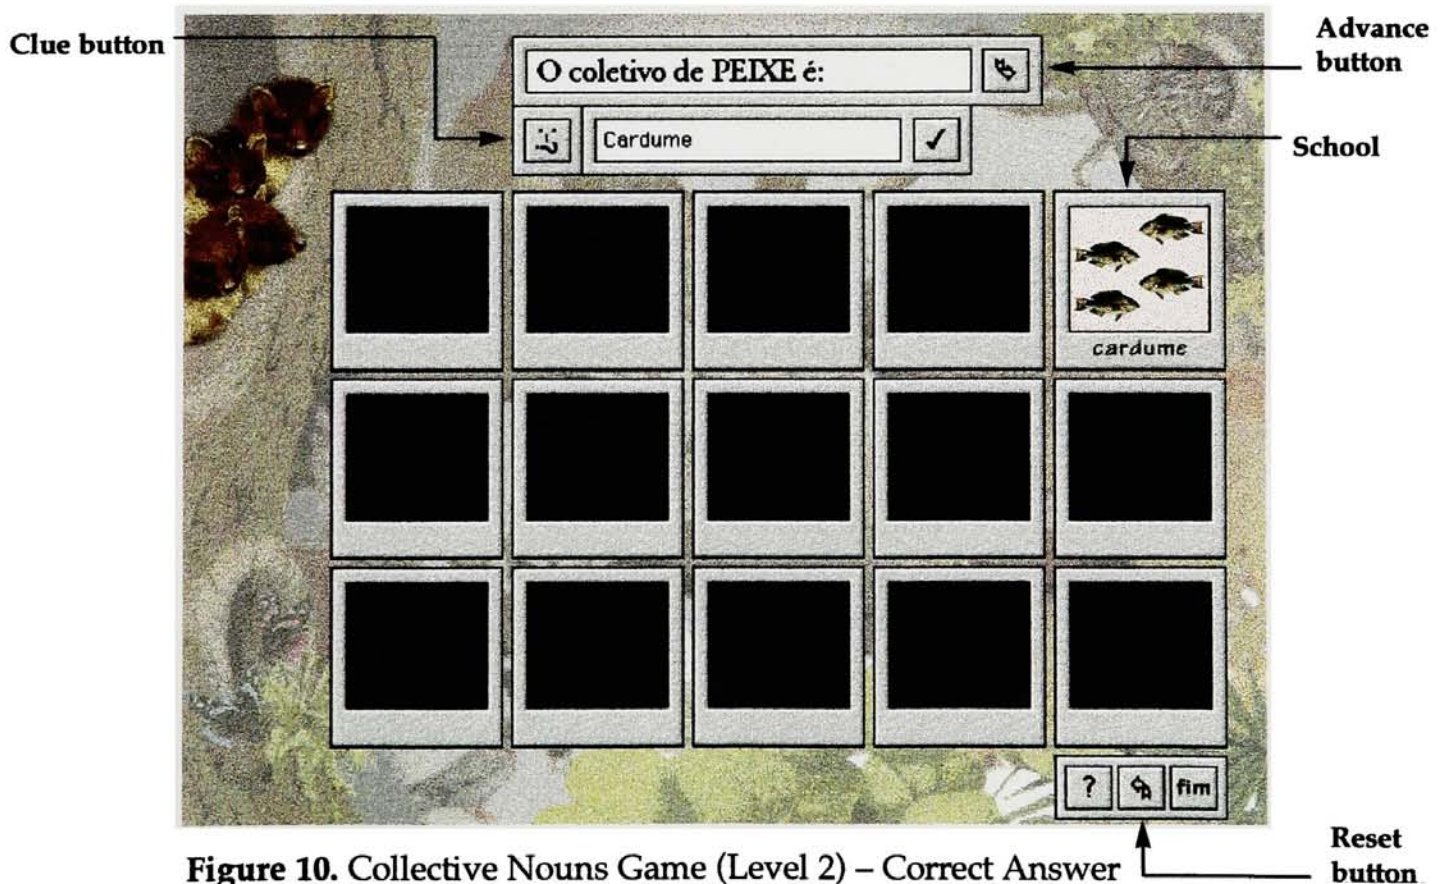 Clue button
Advance
button
O coletivo de PEIXE é:
Cardume
School
cardume
?
fim
Reset
button
Figure 10. Collective Nouns Game (Level 2) – Correct Answer